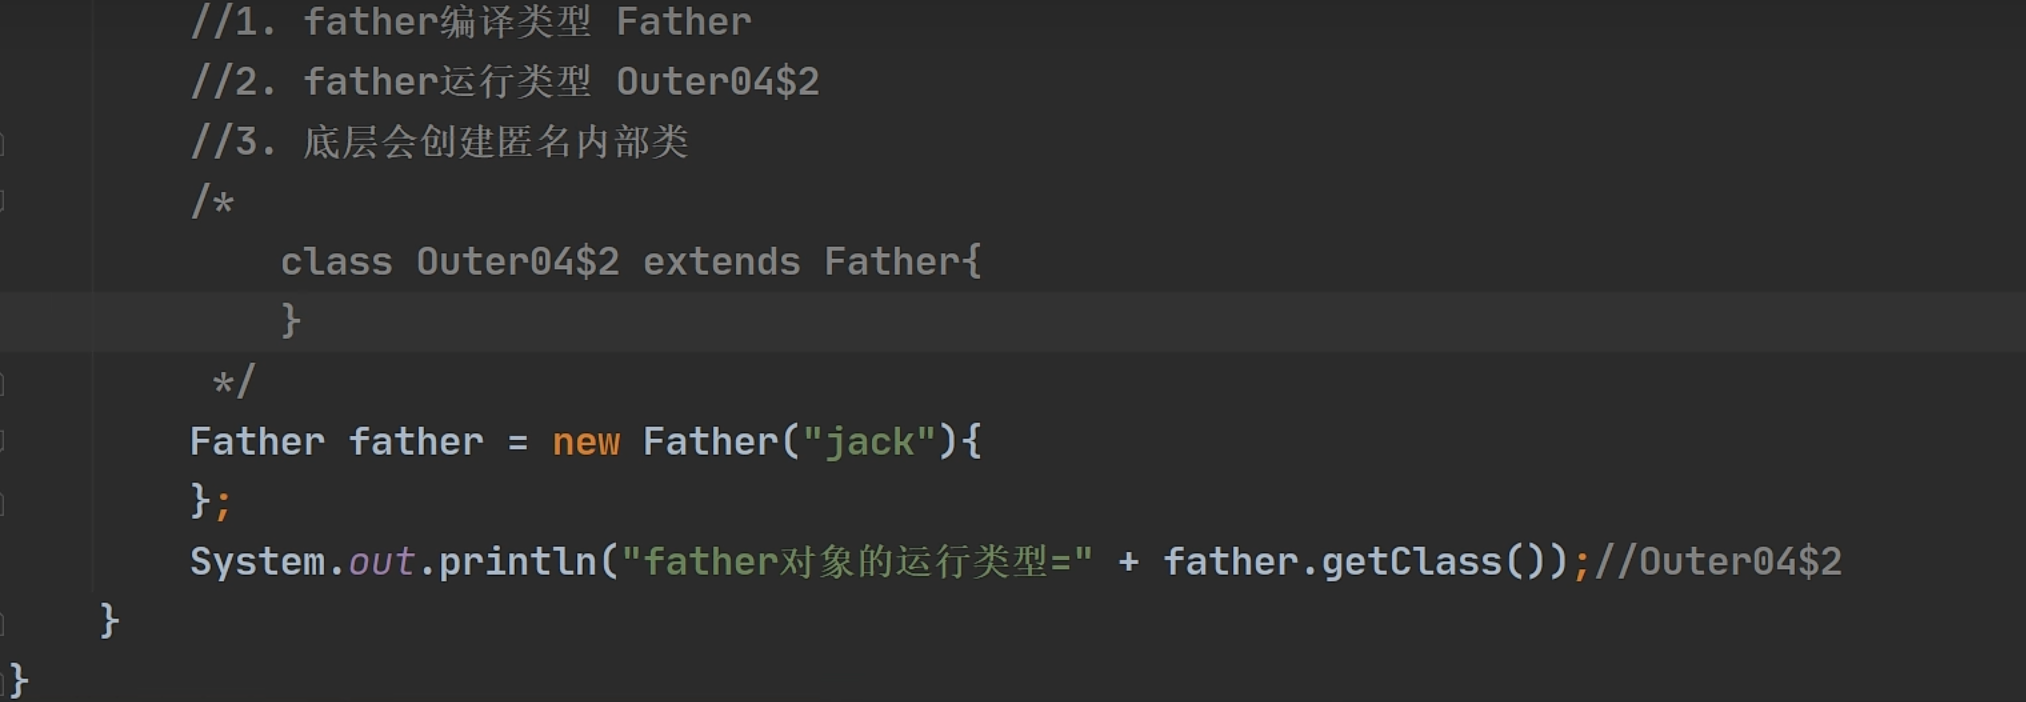 //1. father编译类型 Father
//2. father运行类型 Outer04$2
//3. 底层会创建匿名内部类
/*
class Outer04$2 extends Father{
}
*/
Father father = new Father("jack"){
};
System.out.println("father对象的运行类型=" + father.getClass());//Outer04$2
}
}